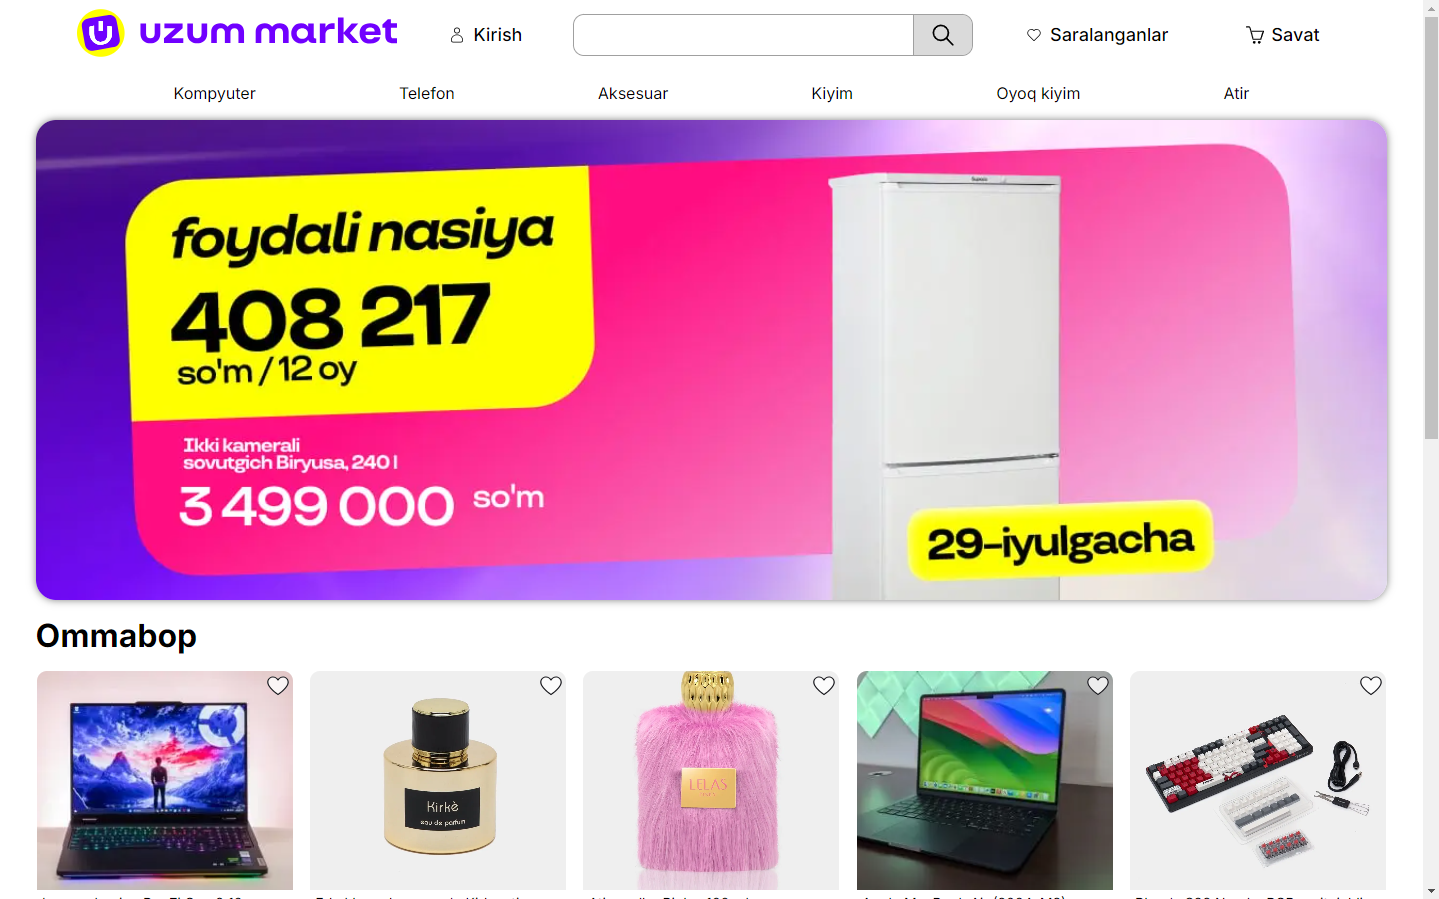 uzum market
Kirish
Saralanganlar
Savat
Kompyuter
Telefon
Aksesuar
Kiyim
Oyoq kiyim
Atir
foydali nasiya
408 217
so'm / 12 oy
Ikki kamerali
sovutgich Biryusa, 240 l
3 499 000 so'm
29-iyulgacha
Ommabop
Kirkè
eau de parfum
LELAS